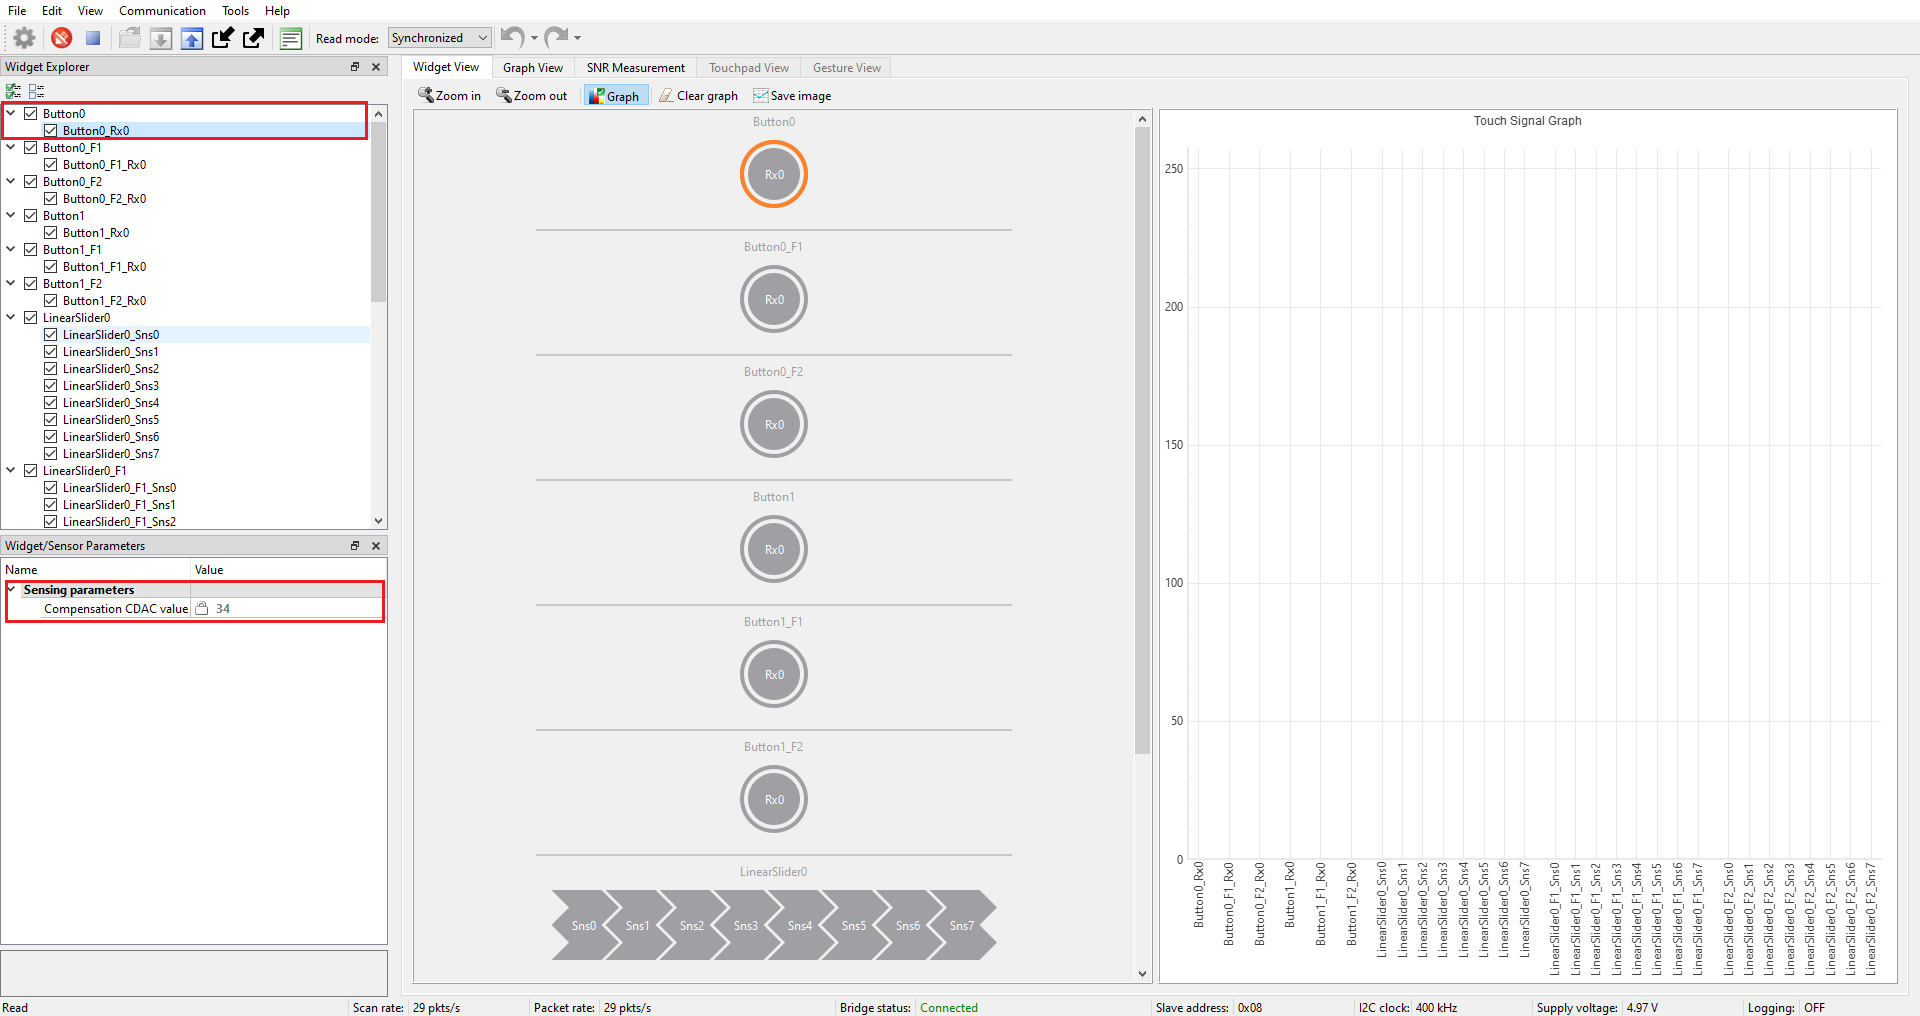 File Edit View Communication Tools Help
Read mode: Synchronized
Widget Explorer
Button0
Button0_Rx0
Button0_F1
Button0_F1_Rx0
Button0_F2
Button0_F2_Rx0
Button1
Button1_Rx0
Button1_F1
Button1_F1_Rx0
Button1_F2
Button1_F2_Rx0
LinearSlider0
LinearSlider0_Sns0
LinearSlider0_Sns1
LinearSlider0_Sns2
LinearSlider0_Sns3
LinearSlider0_Sns4
LinearSlider0_Sns5
LinearSlider0_Sns6
LinearSlider0_Sns7
LinearSlider0_F1
LinearSlider0_F1_Sns0
LinearSlider0_F1_Sns1
LinearSlider0_F1_Sns2
Widget/Sensor Parameters
Name Value
Sensing parameters
Compensation CDAC value 34
Widget View Graph View SNR Measurement Touchpad View Gesture View
Zoom in Zoom out Graph Clear graph Save image
Button0
Rx0
Button0_F1
Rx0
Button0_F2
Rx0
Button1
Rx0
Button1_F1
Rx0
Button1_F2
Rx0
LinearSlider0
Sns0 Sns1 Sns2 Sns3 Sns4 Sns5 Sns6 Sns7
Touch Signal Graph
250
200
150
100
50
0
Button0_Rx0
Button0_F1_Rx0
Button0_F2_Rx0
Button1_Rx0
Button1_F1_Rx0
Button1_F2_Rx0
LinearSlider0_Sns0
LinearSlider0_Sns1
LinearSlider0_Sns2
LinearSlider0_Sns3
LinearSlider0_Sns4
LinearSlider0_Sns5
LinearSlider0_Sns6
LinearSlider0_Sns7
LinearSlider0_F1_Sns0
LinearSlider0_F1_Sns1
LinearSlider0_F1_Sns2
LinearSlider0_F1_Sns3
LinearSlider0_F1_Sns4
LinearSlider0_F1_Sns5
LinearSlider0_F1_Sns6
LinearSlider0_F1_Sns7
LinearSlider0_F2_Sns0
LinearSlider0_F2_Sns1
LinearSlider0_F2_Sns2
LinearSlider0_F2_Sns3
LinearSlider0_F2_Sns4
LinearSlider0_F2_Sns5
LinearSlider0_F2_Sns6
LinearSlider0_F2_Sns7
Read Scan rate: 29 pkts/s Packet rate: 29 pkts/s Bridge status: Connected Slave address: 0x08 I2C clock: 400 kHz Supply voltage: 4.97 V Logging: OFF